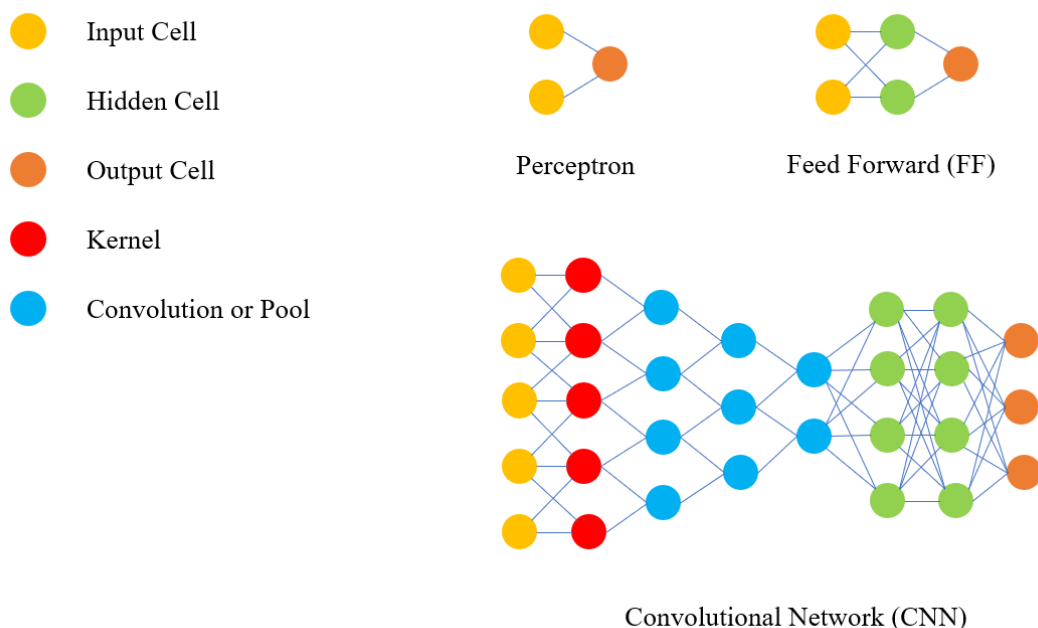 Input Cell
Hidden Cell
Output Cell
Kernel
Convolution or Pool
Perceptron
Feed Forward (FF)
Convolutional Network (CNN)